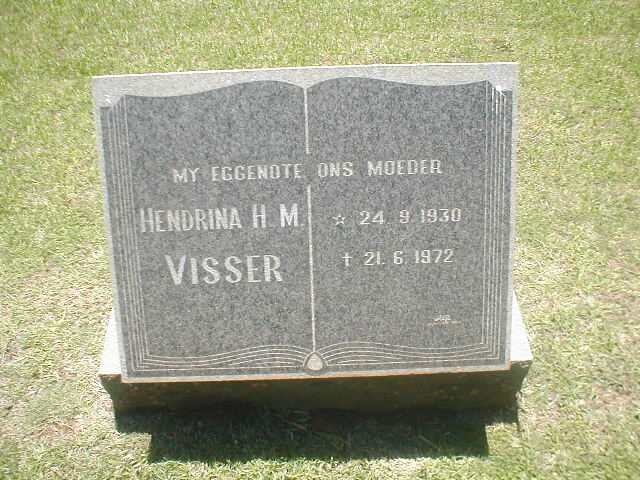 MY EGGENOTE ONS MOEDER
HENDRINA H. M. ☆ 24. 9. 1930
VISSER † 21. 6. 1972